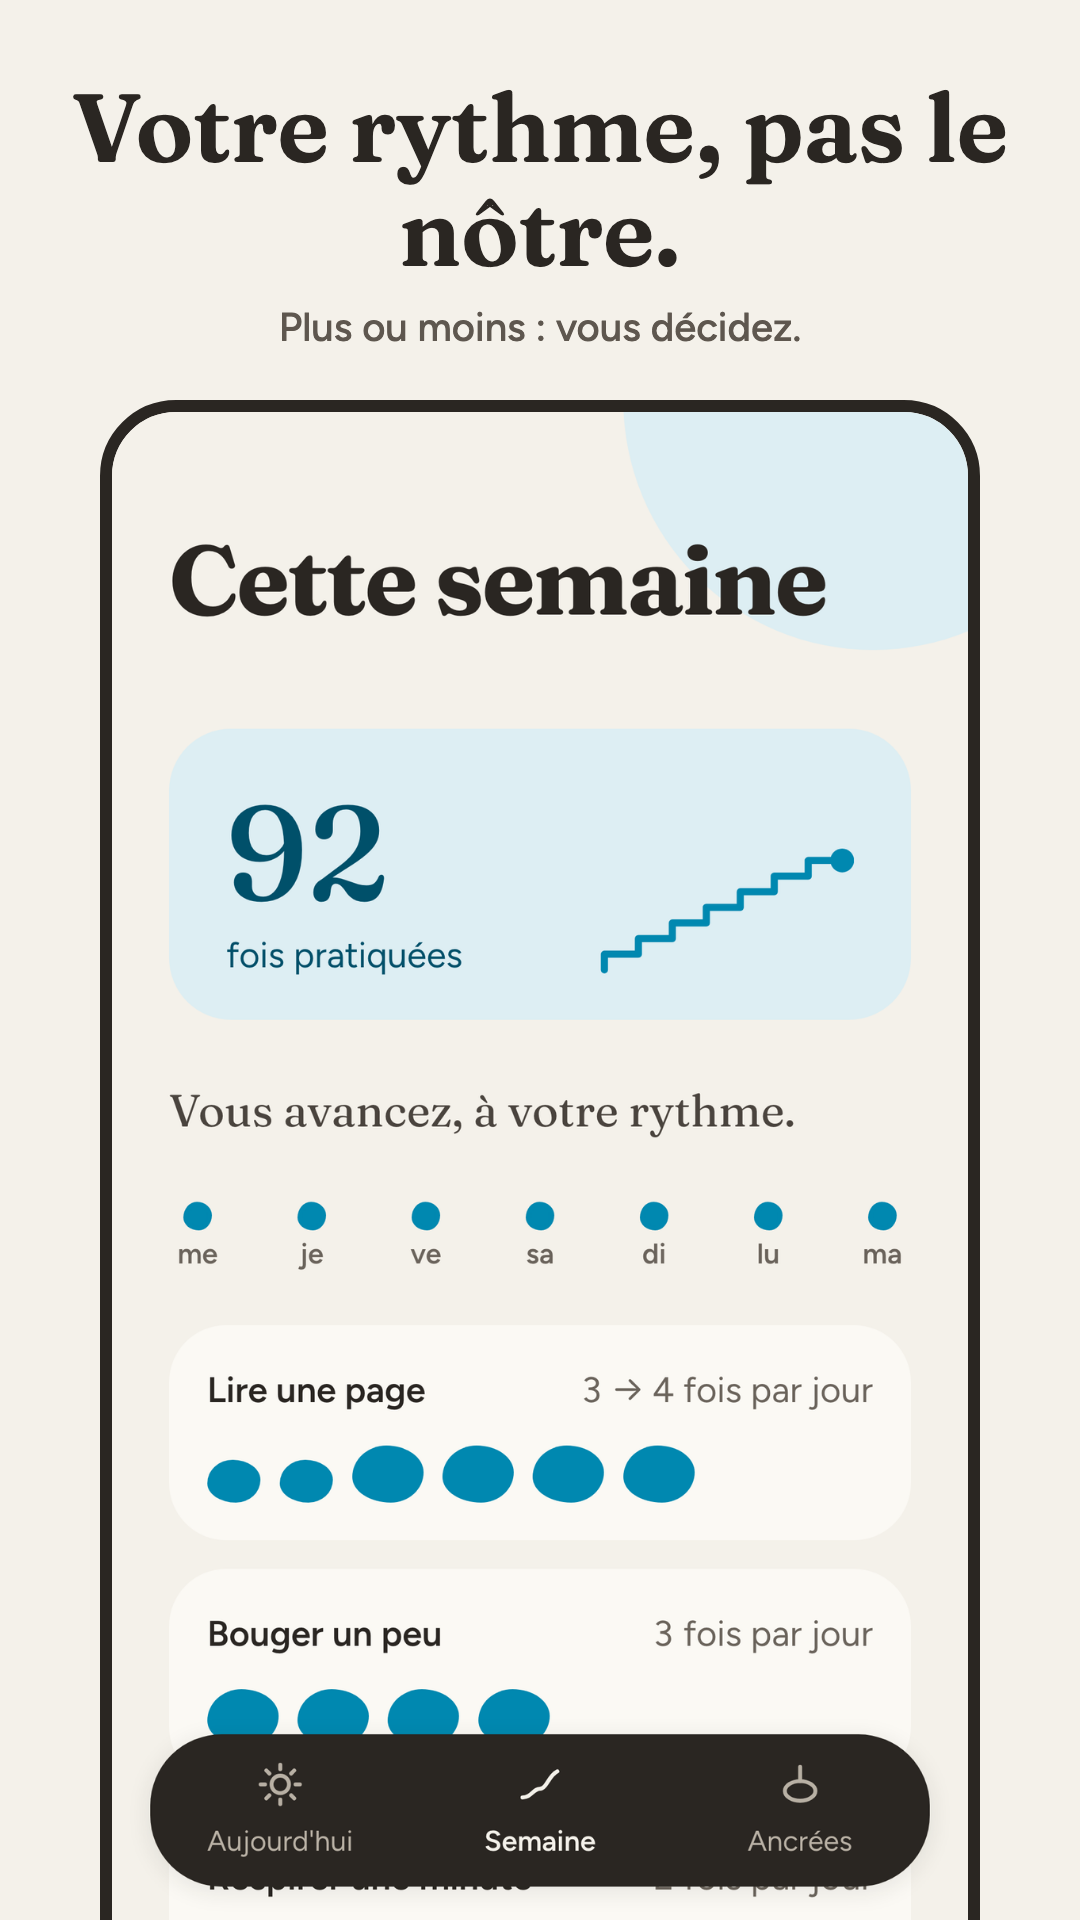 Votre rythme, pas le
nôtre.
Plus ou moins : vous décidez.
Cette semaine
92
fois pratiquées
Vous avancez, à votre rythme.
me je ve sa di lu ma
Lire une page 3 → 4 fois par jour
Bouger un peu 3 fois par jour
Aujourd'hui Semaine Ancrées